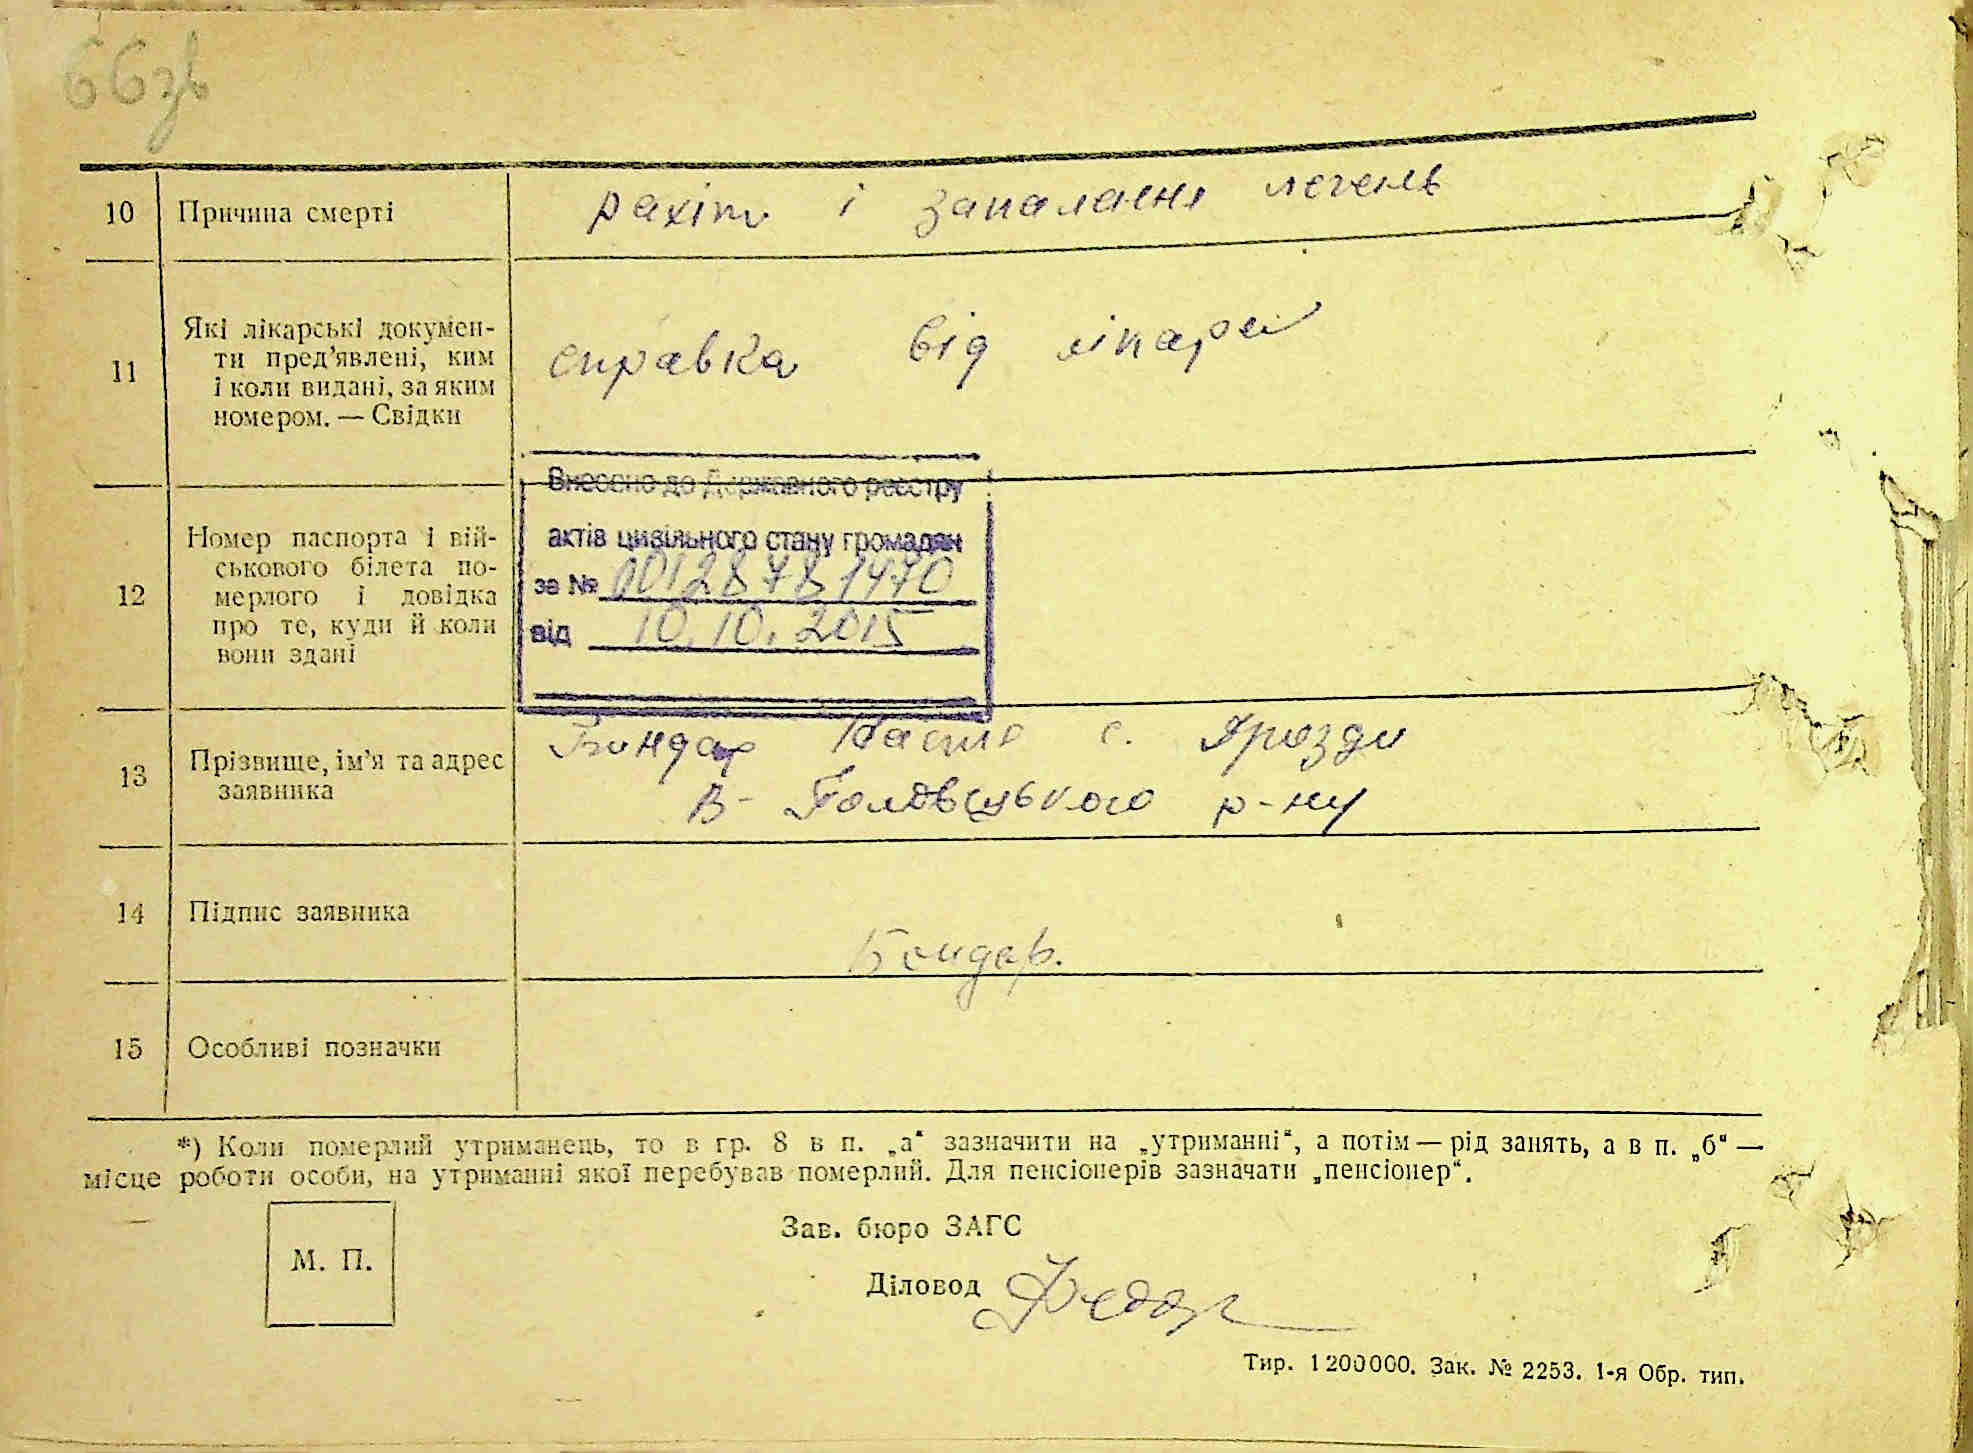 66зв
10 Причина смерті рахіт і запалення легень
11 Які лікарські докумен-
ти пред’явлені, ким
і коли видані, за яким
номером. — Свідки
справка від лікаря
12 Номер паспорта і вій-
ськового білета по-
мерлого і довідка
про те, куди й коли
вони здані
Внесено до Державного реєстру
актів цивільного стану громадян
за № 00128781470
від 10.10.2015
13 Прізвище, ім’я та адрес
заявника
Бондар Настя с. Дрозди
В-Половецького р-ну
14 Підпис заявника
Бондар.
15 Особливі позначки
*) Коли померлий утриманець, то в гр. 8 в п. „а“ зазначити на „утриманні“, а потім — рід занять, а в п. „б“ —
місце роботи особи, на утриманні якої перебував померлий. Для пенсіонерів зазначати „пенсіонер“.
М. П.
Зав. бюро ЗАГС
Діловод
Тир. 1200000. Зак. № 2253. 1-я Обр. тип.